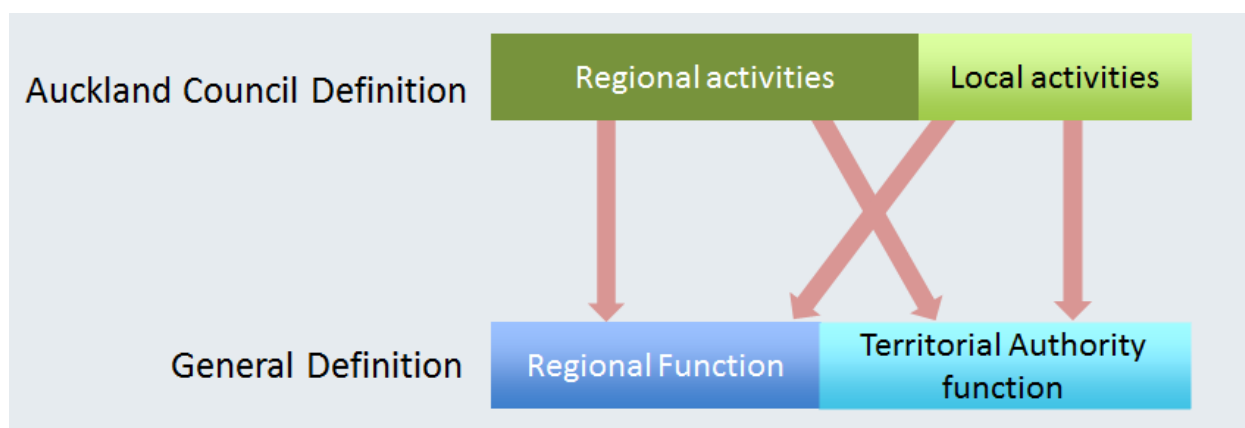 Auckland Council Definition
Regional activities
Local activities
General Definition
Regional Function
Territorial Authority
function